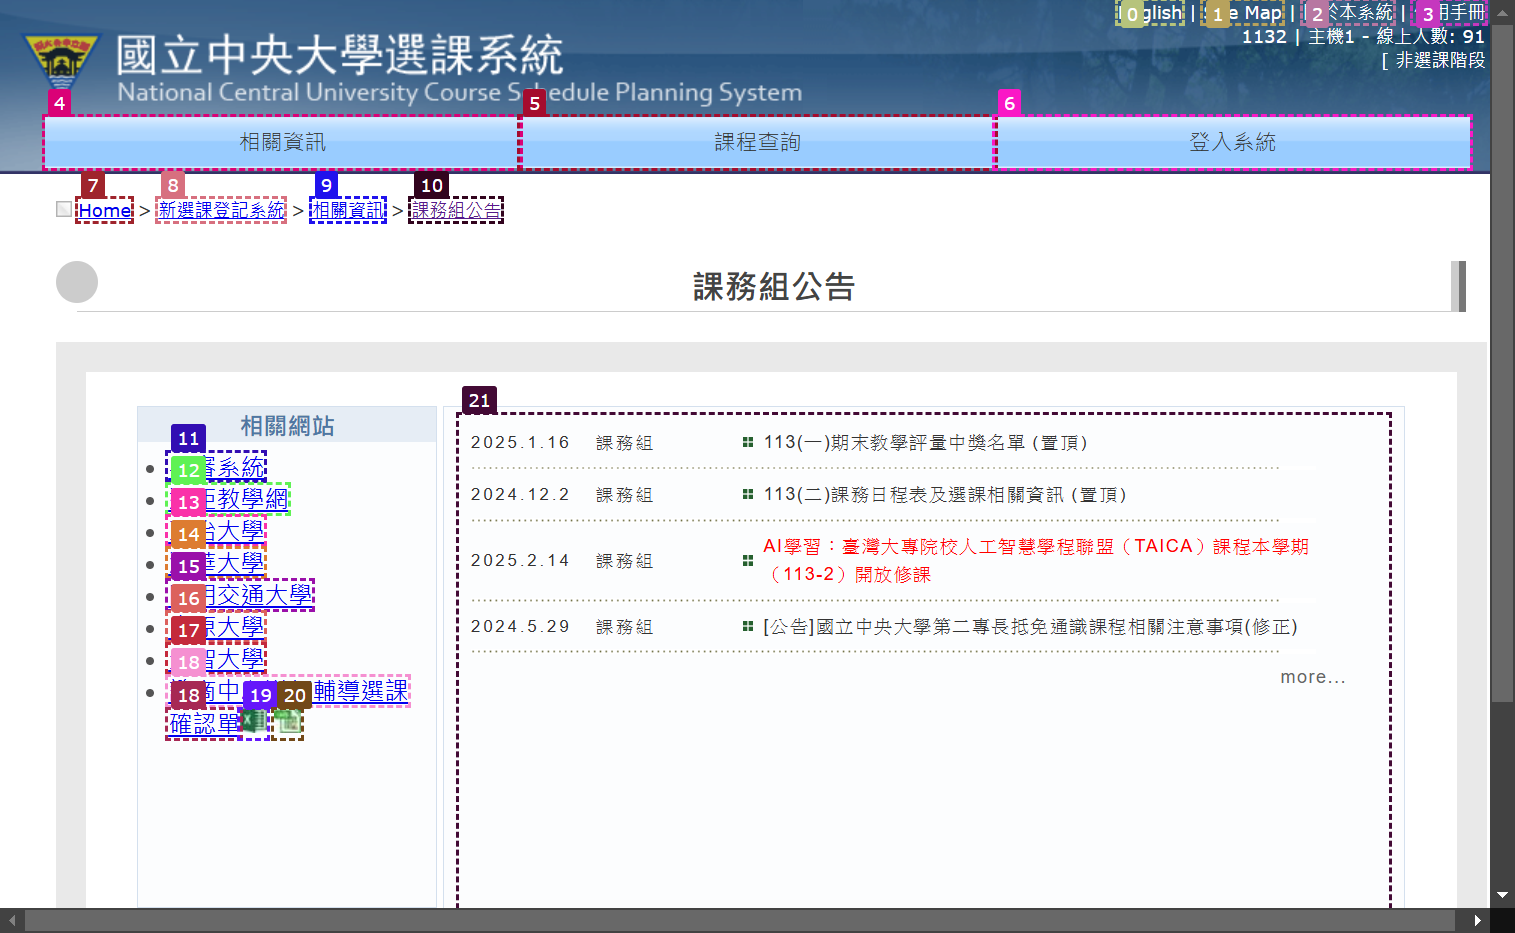 0 glish | 1 e Map | 2 於本系統 | 3 用手冊
1132 | 主機1 - 線上人數: 91
[ 非選課階段
國立中央大學選課系統
National Central University Course Schedule Planning System
4 5 6
相關資訊 課程查詢 登入系統
7 8 9 10
Home > 新選課登記系統 > 相關資訊 > 課務組公告
課務組公告
相關網站
11
12 系統
13 教學網
14 大學
15 大學
16 交通大學
17 大學
18 大學
18 輔導選課
19 20
確認單
21
2025.1.16 課務組 113(一)期末教學評量中獎名單 (置頂)
2024.12.2 課務組 113(二)課務日程表及選課相關資訊 (置頂)
2025.2.14 課務組 AI學習：臺灣大專院校人工智慧學程聯盟（TAICA）課程本學期
（113-2）開放修課
2024.5.29 課務組 [公告]國立中央大學第二專長抵免通識課程相關注意事項(修正)
more...